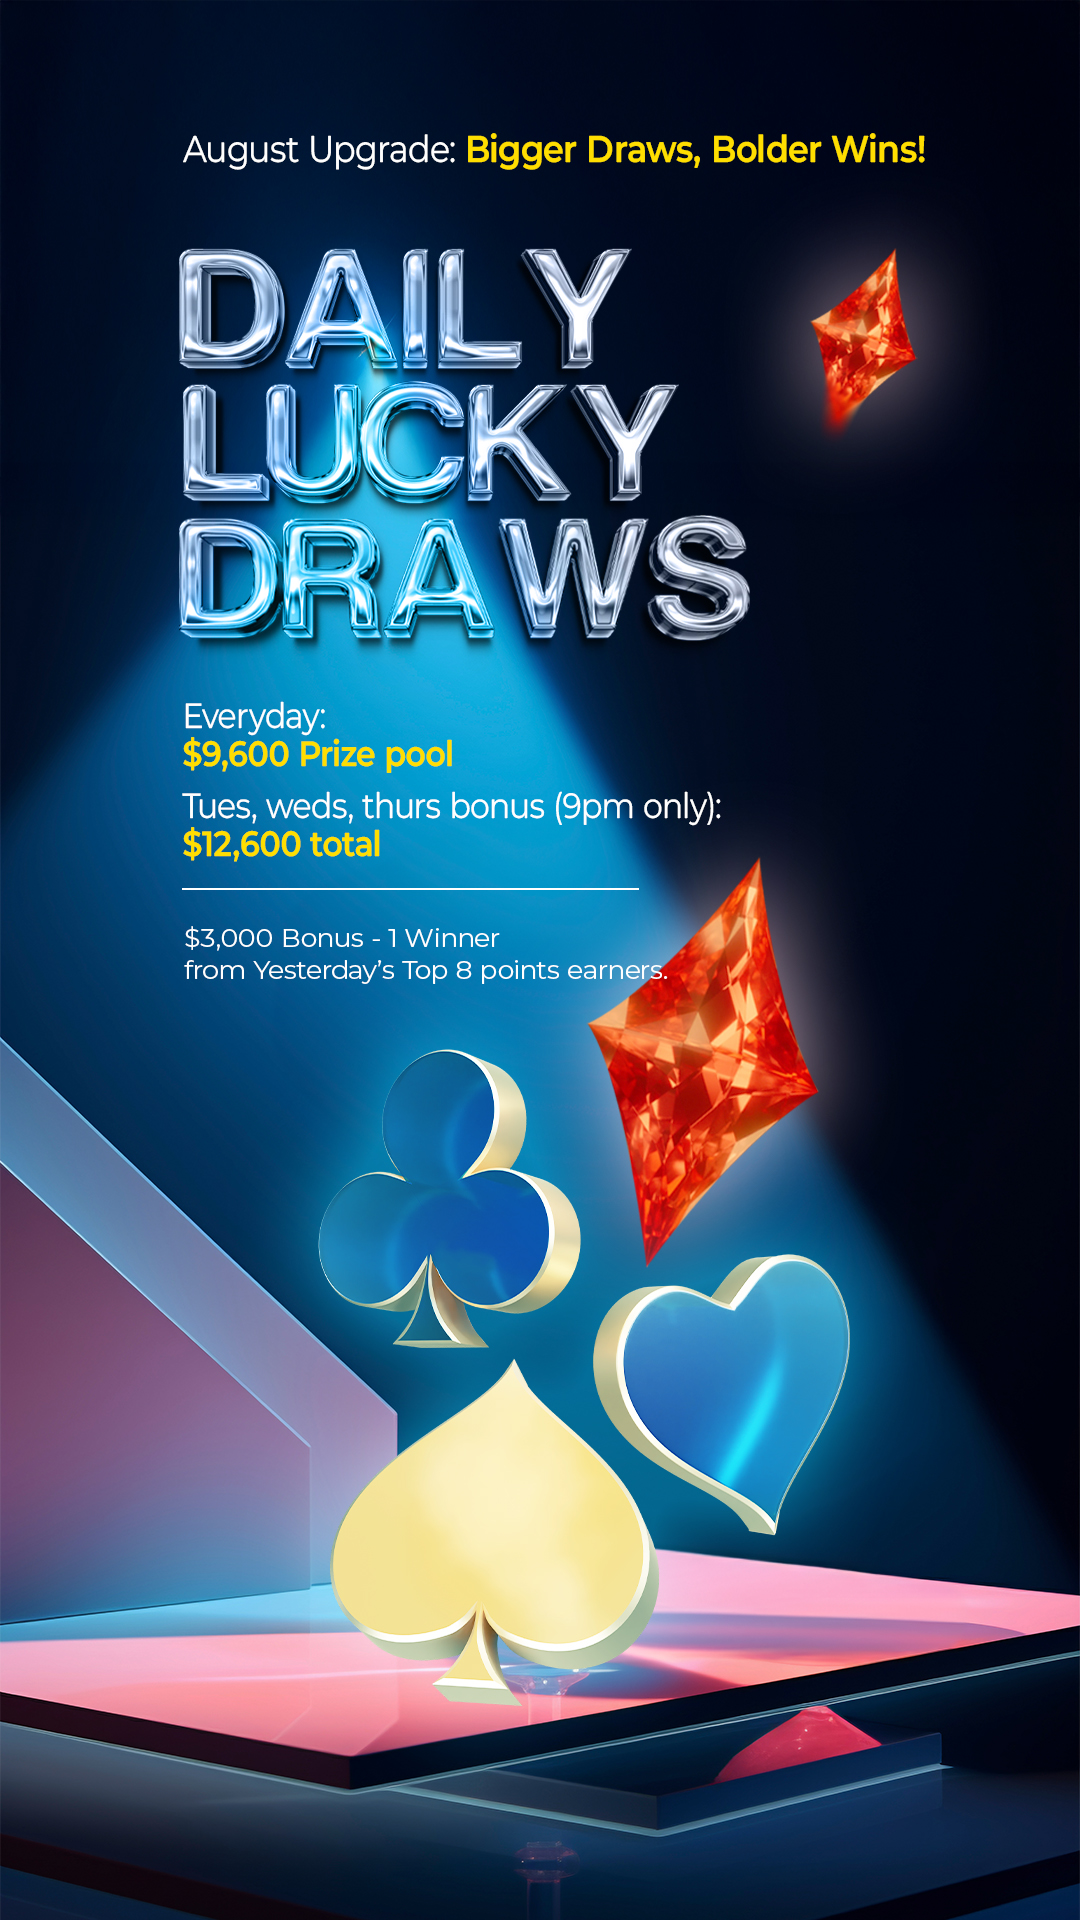 August Upgrade: Bigger Draws, Bolder Wins!
DAILY
LUCKY
DRAWS
Everyday:
$9,600 Prize pool
Tues, weds, thurs bonus (9pm only):
$12,600 total
$3,000 Bonus - 1 Winner
from Yesterday’s Top 8 points earners.